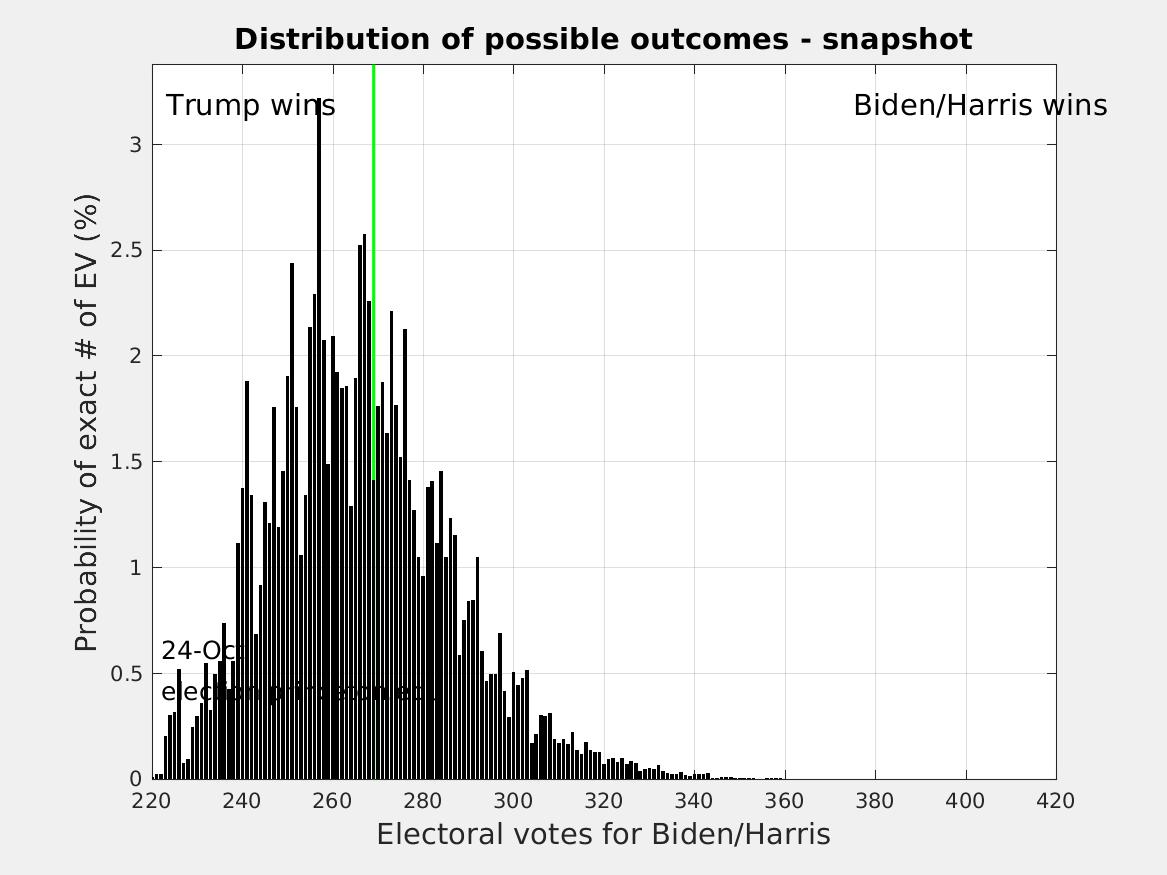 Distribution of possible outcomes - snapshot
Trump wins
Biden/Harris wins
3
2.5
2
1.5
1
0.5
0
Probability of exact # of EV (%)
24-Oct
220 240 260 280 300 320 340 360 380 400 420
Electoral votes for Biden/Harris